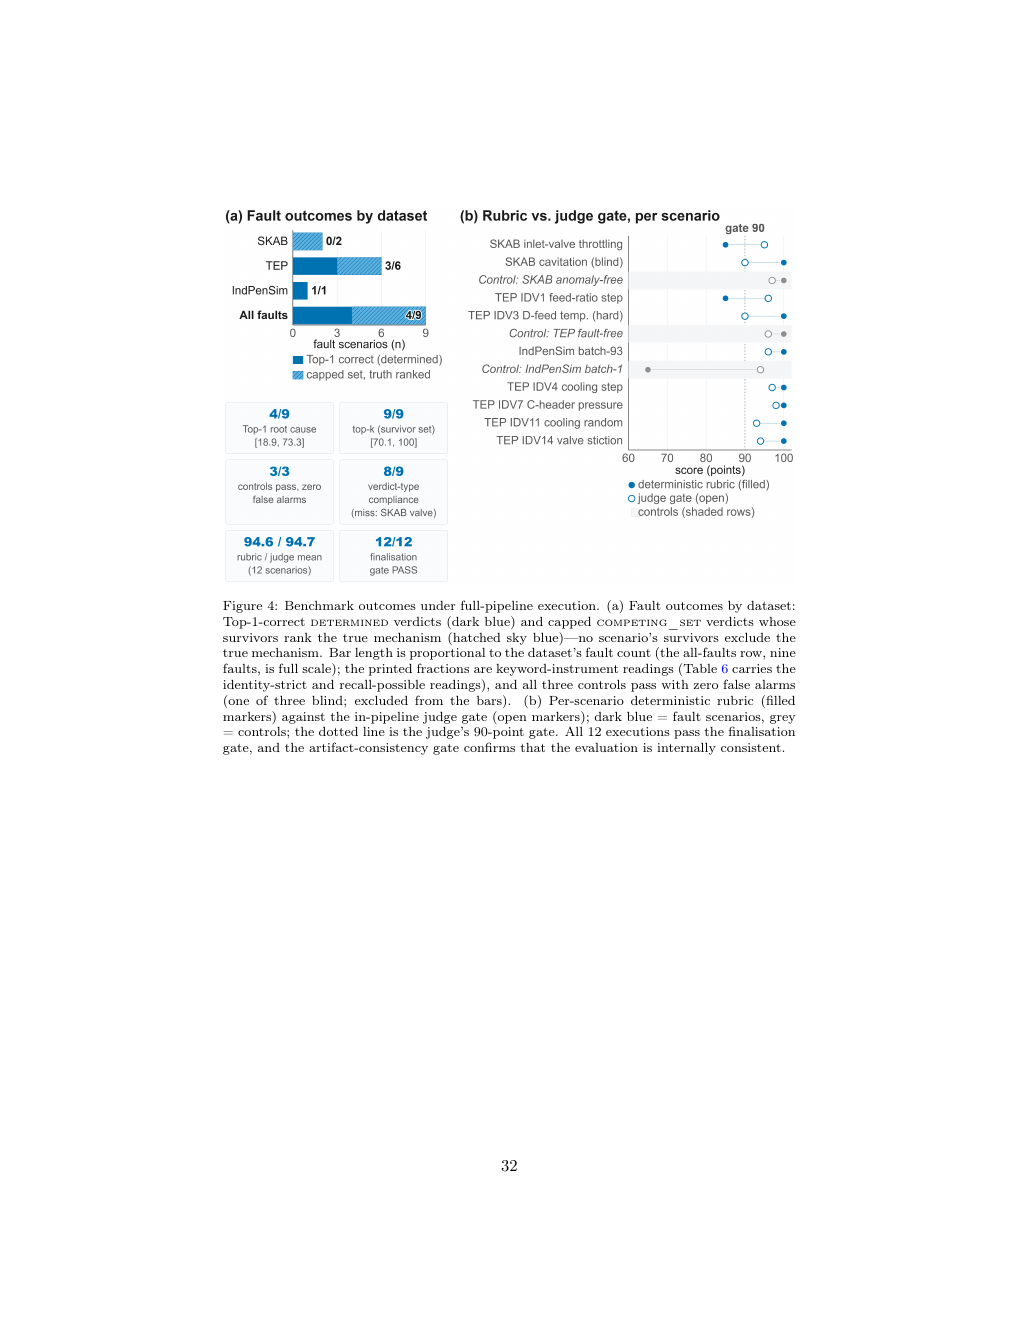 (a) Fault outcomes by dataset
SKAB
0/2
TEP
3/6
IndPenSim
1/1
All faults
4/9
0 3 6 9
fault scenarios (n)
Top-1 correct (determined)
capped set, truth ranked
4/9
Top-1 root cause
[18.9, 73.3]
9/9
top-k (survivor set)
[70.1, 100]
3/3
controls pass, zero
false alarms
8/9
verdict-type
compliance
(miss: SKAB valve)
94.6 / 94.7
rubric / judge mean
(12 scenarios)
12/12
finalisation
gate PASS
(b) Rubric vs. judge gate, per scenario
gate 90
SKAB inlet-valve throttling
SKAB cavitation (blind)
Control: SKAB anomaly-free
TEP IDV1 feed-ratio step
TEP IDV3 D-feed temp. (hard)
Control: TEP fault-free
IndPenSim batch-93
Control: IndPenSim batch-1
TEP IDV4 cooling step
TEP IDV7 C-header pressure
TEP IDV11 cooling random
TEP IDV14 valve stiction
60 70 80 90 100
score (points)
deterministic rubric (filled)
judge gate (open)
controls (shaded rows)
Figure 4: Benchmark outcomes under full-pipeline execution. (a) Fault outcomes by dataset:
Top-1-correct DETERMINED verdicts (dark blue) and capped COMPETING_SET verdicts whose
survivors rank the true mechanism (hatched sky blue)—no scenario's survivors exclude the
true mechanism. Bar length is proportional to the dataset's fault count (the all-faults row, nine
faults, is full scale); the printed fractions are keyword-instrument readings (Table 6 carries the
identity-strict and recall-possible readings), and all three controls pass with zero false alarms
(one of three blind; excluded from the bars). (b) Per-scenario deterministic rubric (filled
markers) against the in-pipeline judge gate (open markers); dark blue = fault scenarios, grey
= controls; the dotted line is the judge's 90-point gate. All 12 executions pass the finalisation
gate, and the artifact-consistency gate confirms that the evaluation is internally consistent.
32